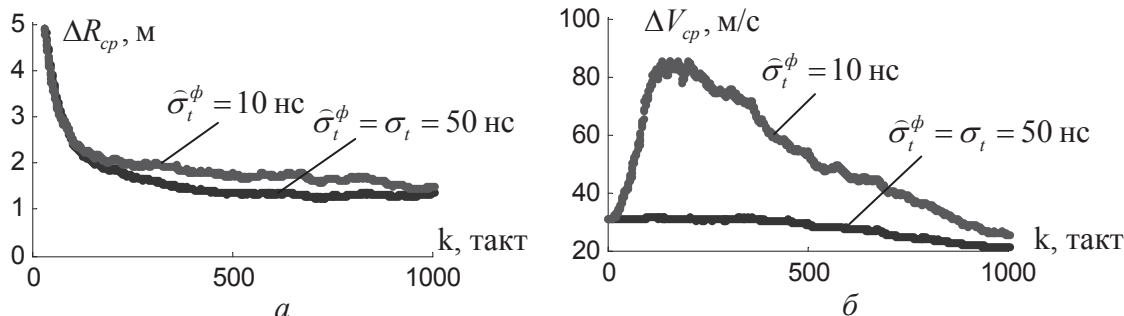 5
ΔR_ср, м
4
σ̂_t^ф = 10 нс
3
σ̂_t^ф = σ_t = 50 нс
2
1
k, такт
0
0 500 1000
а
100
ΔV_ср, м/с
80
σ̂_t^ф = 10 нс
60
σ̂_t^ф = σ_t = 50 нс
40
k, такт
20
0 500 1000
б